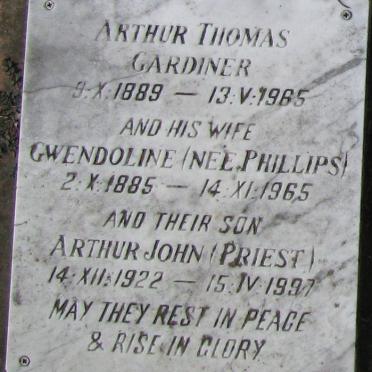 ARTHUR THOMAS
GARDINER
9·X·1889 — 13·V·1965
AND HIS WIFE
GWENDOLINE (NEE PHILLIPS)
2·X·1885 — 14·XI·1965
AND THEIR SON
ARTHUR JOHN (PRIEST)
14·XII·1922 — 15·IV·1997
MAY THEY REST IN PEACE
& RISE IN GLORY